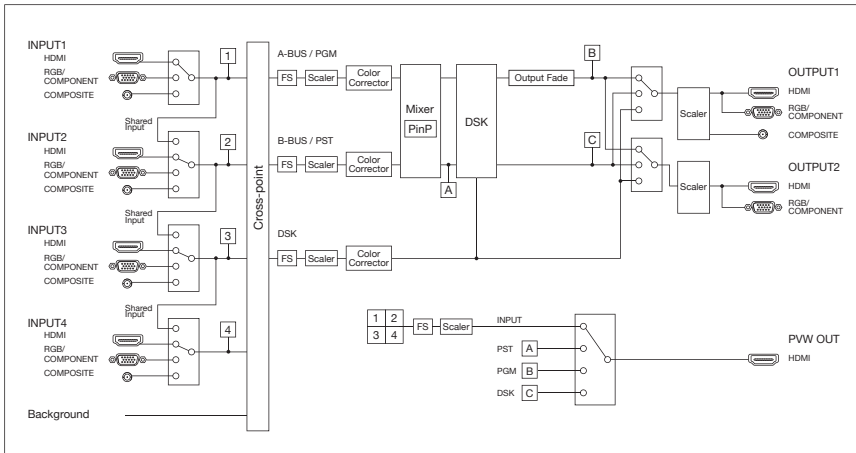 INPUT1
HDMI
RGB/
COMPONENT
COMPOSITE
1
Shared
Input
INPUT2
HDMI
RGB/
COMPONENT
COMPOSITE
2
Shared
Input
INPUT3
HDMI
RGB/
COMPONENT
COMPOSITE
3
Shared
Input
INPUT4
HDMI
RGB/
COMPONENT
COMPOSITE
4
Background
Cross-point
A-BUS / PGM
FS
Scaler
Color
Corrector
B-BUS / PST
FS
Scaler
Color
Corrector
DSK
FS
Scaler
Color
Corrector
Mixer
PinP
A
DSK
Output Fade
B
C
Scaler
OUTPUT1
HDMI
RGB/
COMPONENT
COMPOSITE
Scaler
OUTPUT2
HDMI
RGB/
COMPONENT
1 2
3 4
FS
Scaler
INPUT
PST A
PGM B
DSK C
PVW OUT
HDMI